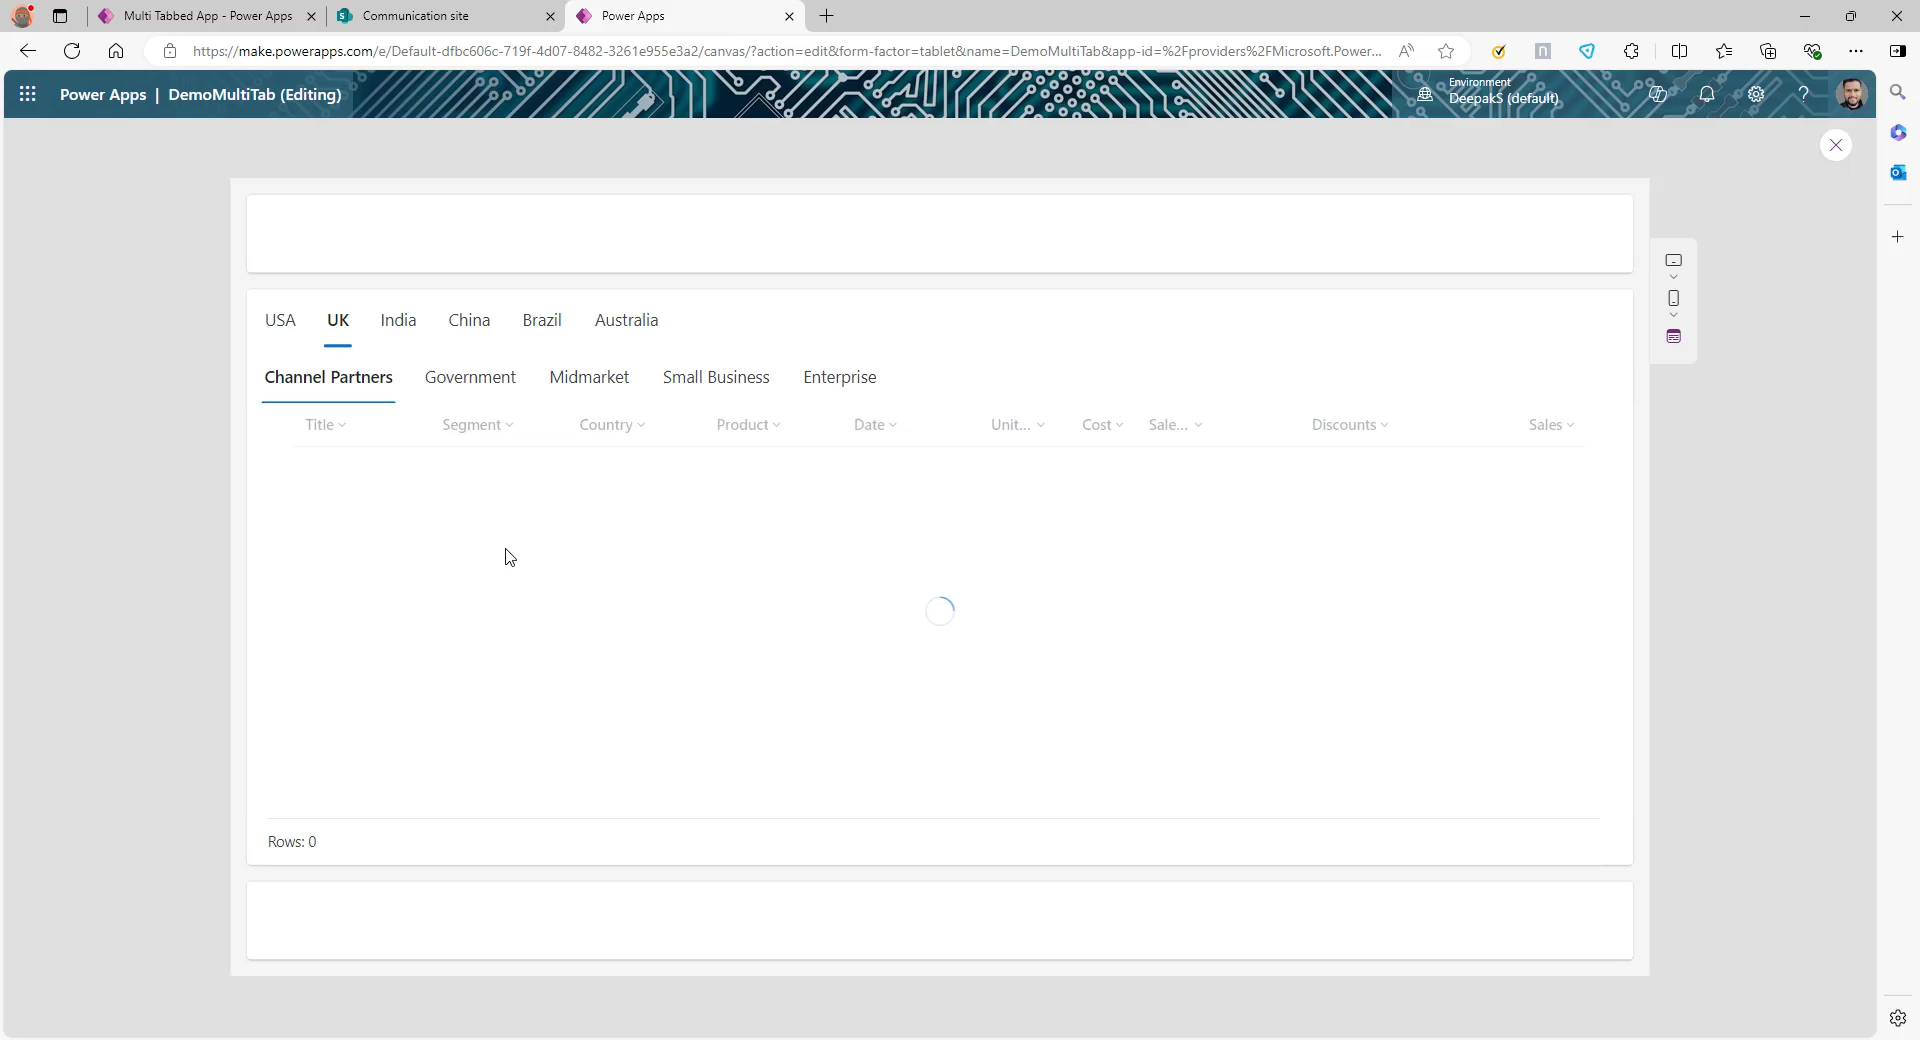 Multi Tabbed App - Power Apps
Communication site
Power Apps
https://make.powerapps.com/e/Default-dfbc606c-719f-4d07-8482-3261e955e3a2/canvas/?action=edit&form-factor=tablet&name=DemoMultiTab&app-id=%2Fproviders%2FMicrosoft.Power...
Power Apps | DemoMultiTab (Editing)
Environment
DeepakS (default)
USA UK India China Brazil Australia
Channel Partners Government Midmarket Small Business Enterprise
Title Segment Country Product Date Unit... Cost Sale... Discounts Sales
Rows: 0